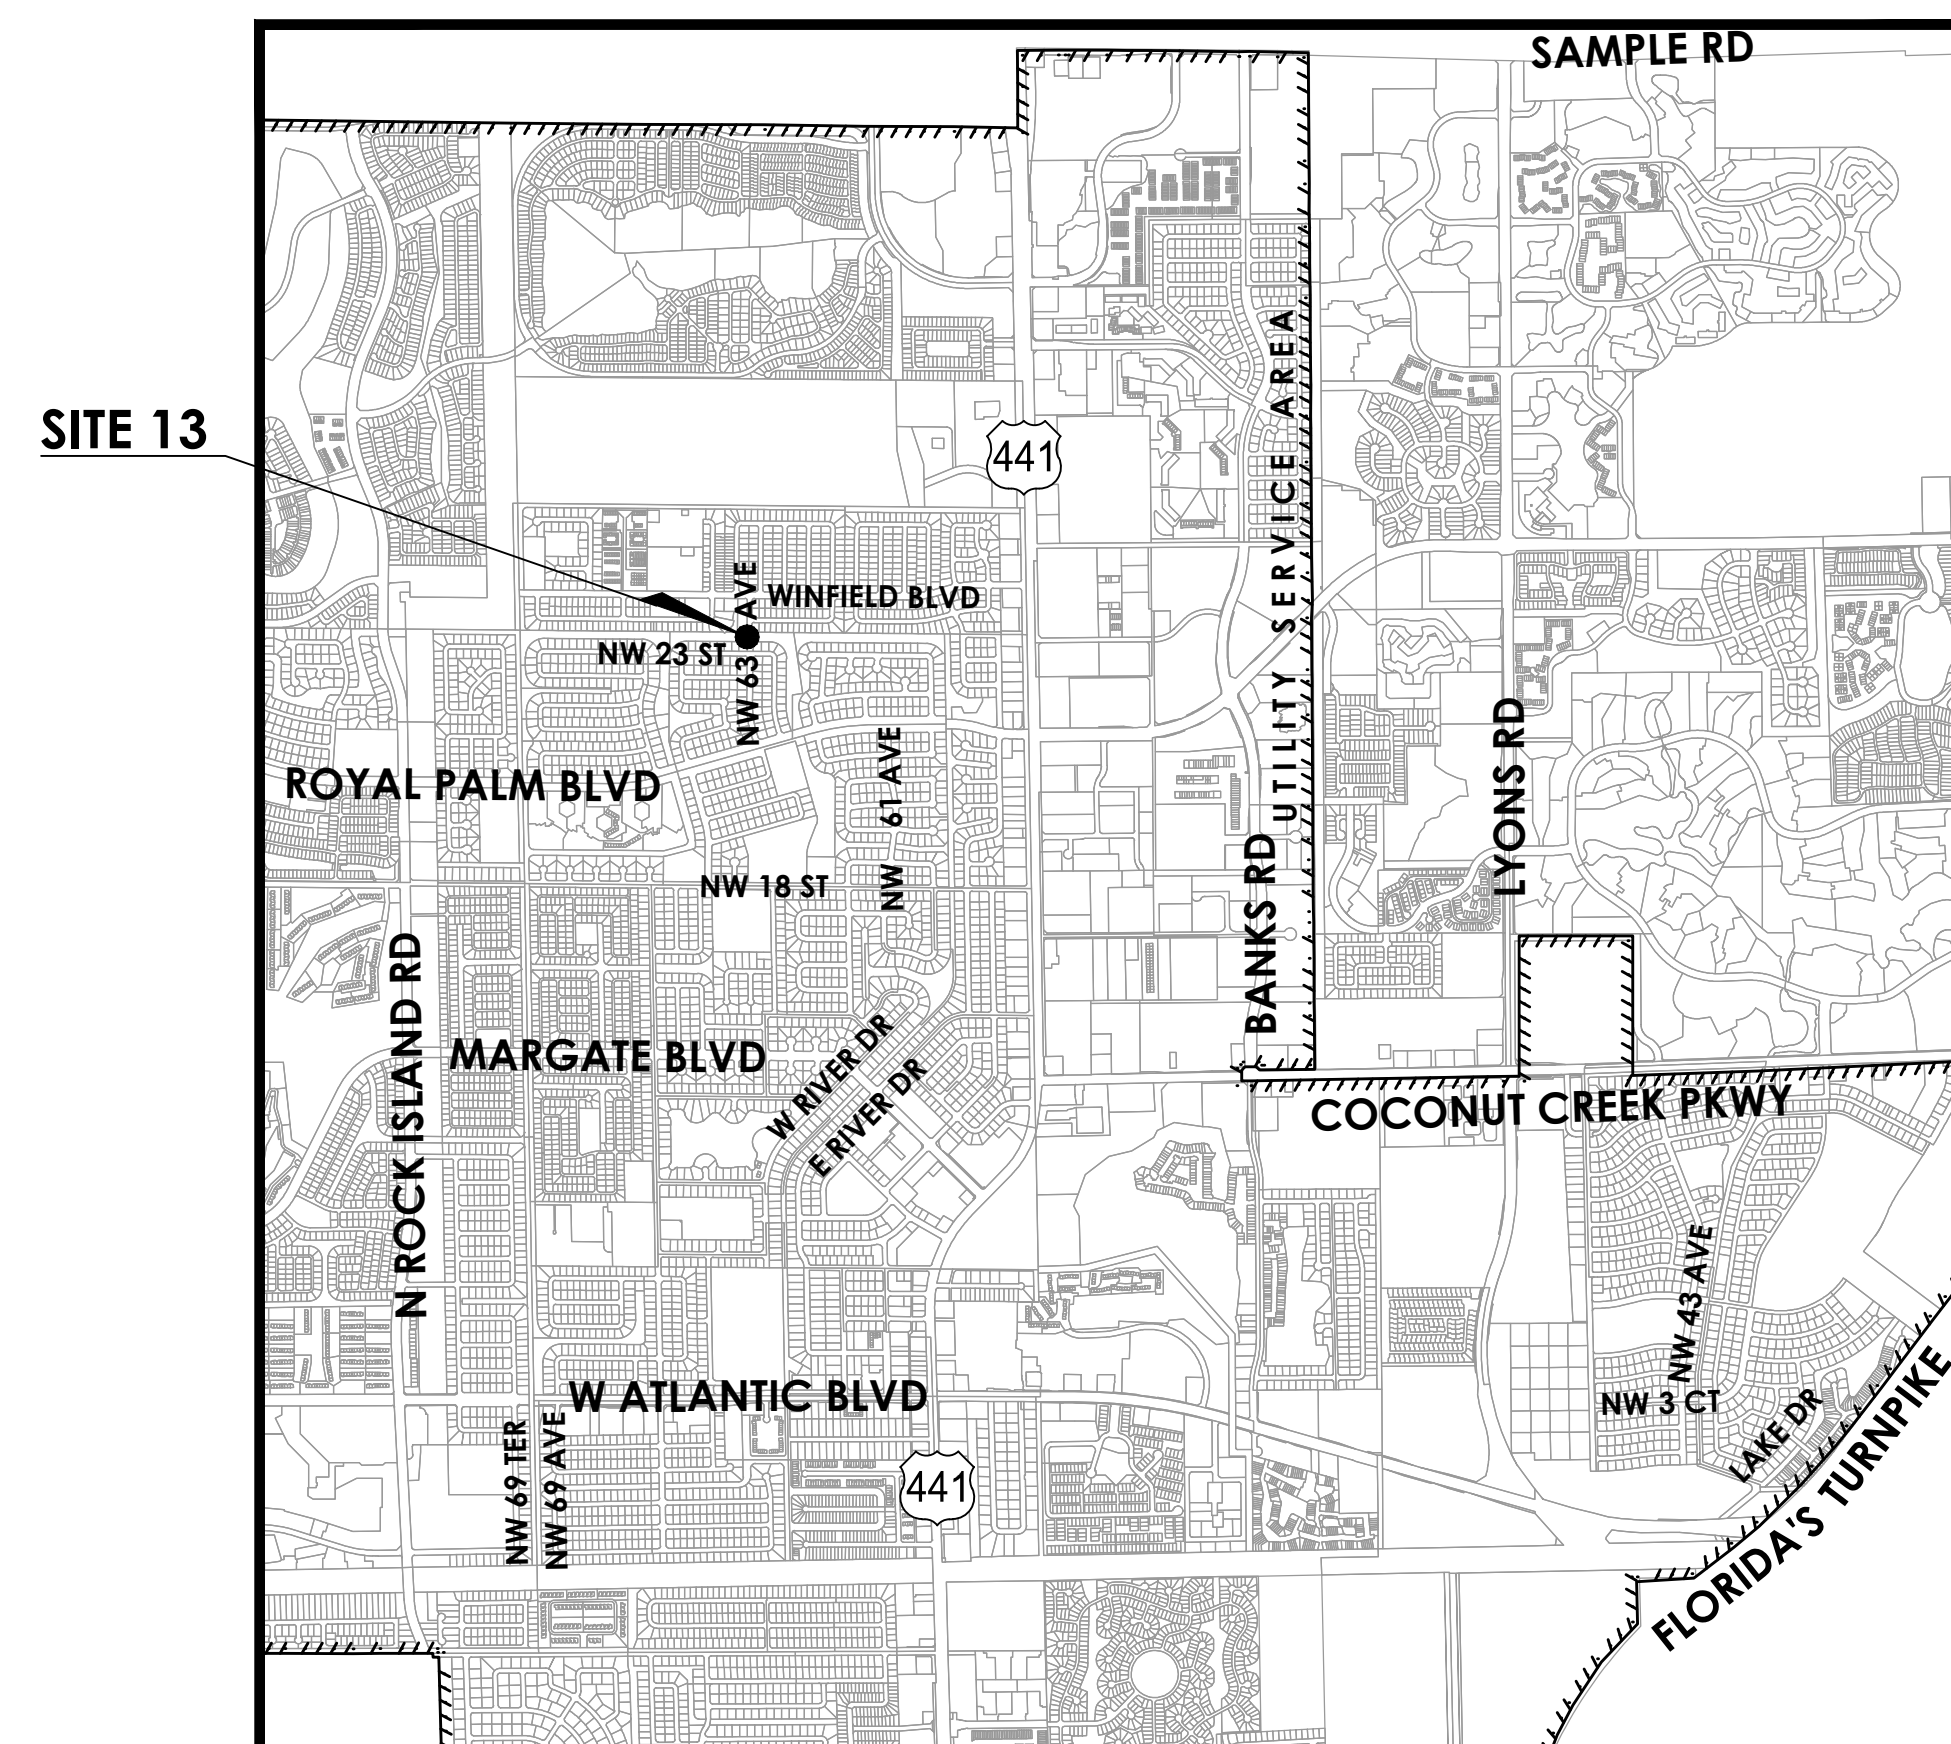 SAMPLE RD
SITE 13
441
UTILITY SERVICE AREA
NW 63 AVE
WINFIELD BLVD
NW 23 ST
NW 61 AVE
LYONS RD
ROYAL PALM BLVD
NW 18 ST
BANKS RD
N ROCK ISLAND RD
MARGATE BLVD
W RIVER DR
E RIVER DR
COCONUT CREEK PKWY
NW 43 AVE
W ATLANTIC BLVD
NW 3 CT
LAKE DR
NW 69 TER
NW 69 AVE
441
FLORIDA'S TURNPIKE